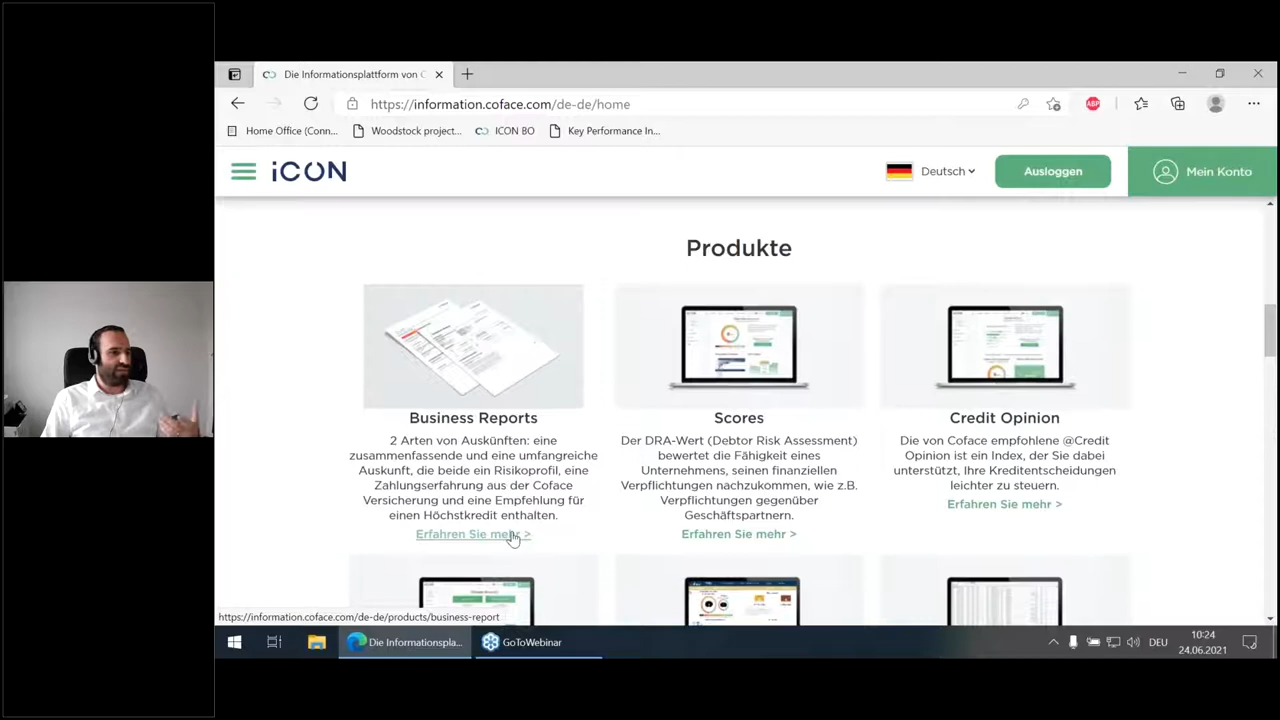 Die Informationsplattform von C
https://information.coface.com/de-de/home
ABP
Home Office (Conn...
Woodstock project...
ICON BO
Key Performance In...
iCON
Deutsch
Ausloggen
Mein Konto
Produkte
Business Reports
2 Arten von Auskünften: eine
zusammenfassende und eine umfangreiche
Auskunft, die beide ein Risikoprofil, eine
Zahlungserfahrung aus der Coface
Versicherung und eine Empfehlung für
einen Höchstkredit enthalten.
Erfahren Sie mehr >
Scores
Der DRA-Wert (Debtor Risk Assessment)
bewertet die Fähigkeit eines
Unternehmens, seinen finanziellen
Verpflichtungen nachzukommen, wie z.B.
Verpflichtungen gegenüber
Geschäftspartnern.
Erfahren Sie mehr >
Credit Opinion
Die von Coface empfohlene @Credit
Opinion ist ein Index, der Sie dabei
unterstützt, Ihre Kreditentscheidungen
leichter zu steuern.
Erfahren Sie mehr >
https://information.coface.com/de-de/products/business-report
Die Informationspla...
GoToWebinar
DEU
10:24
24.06.2021